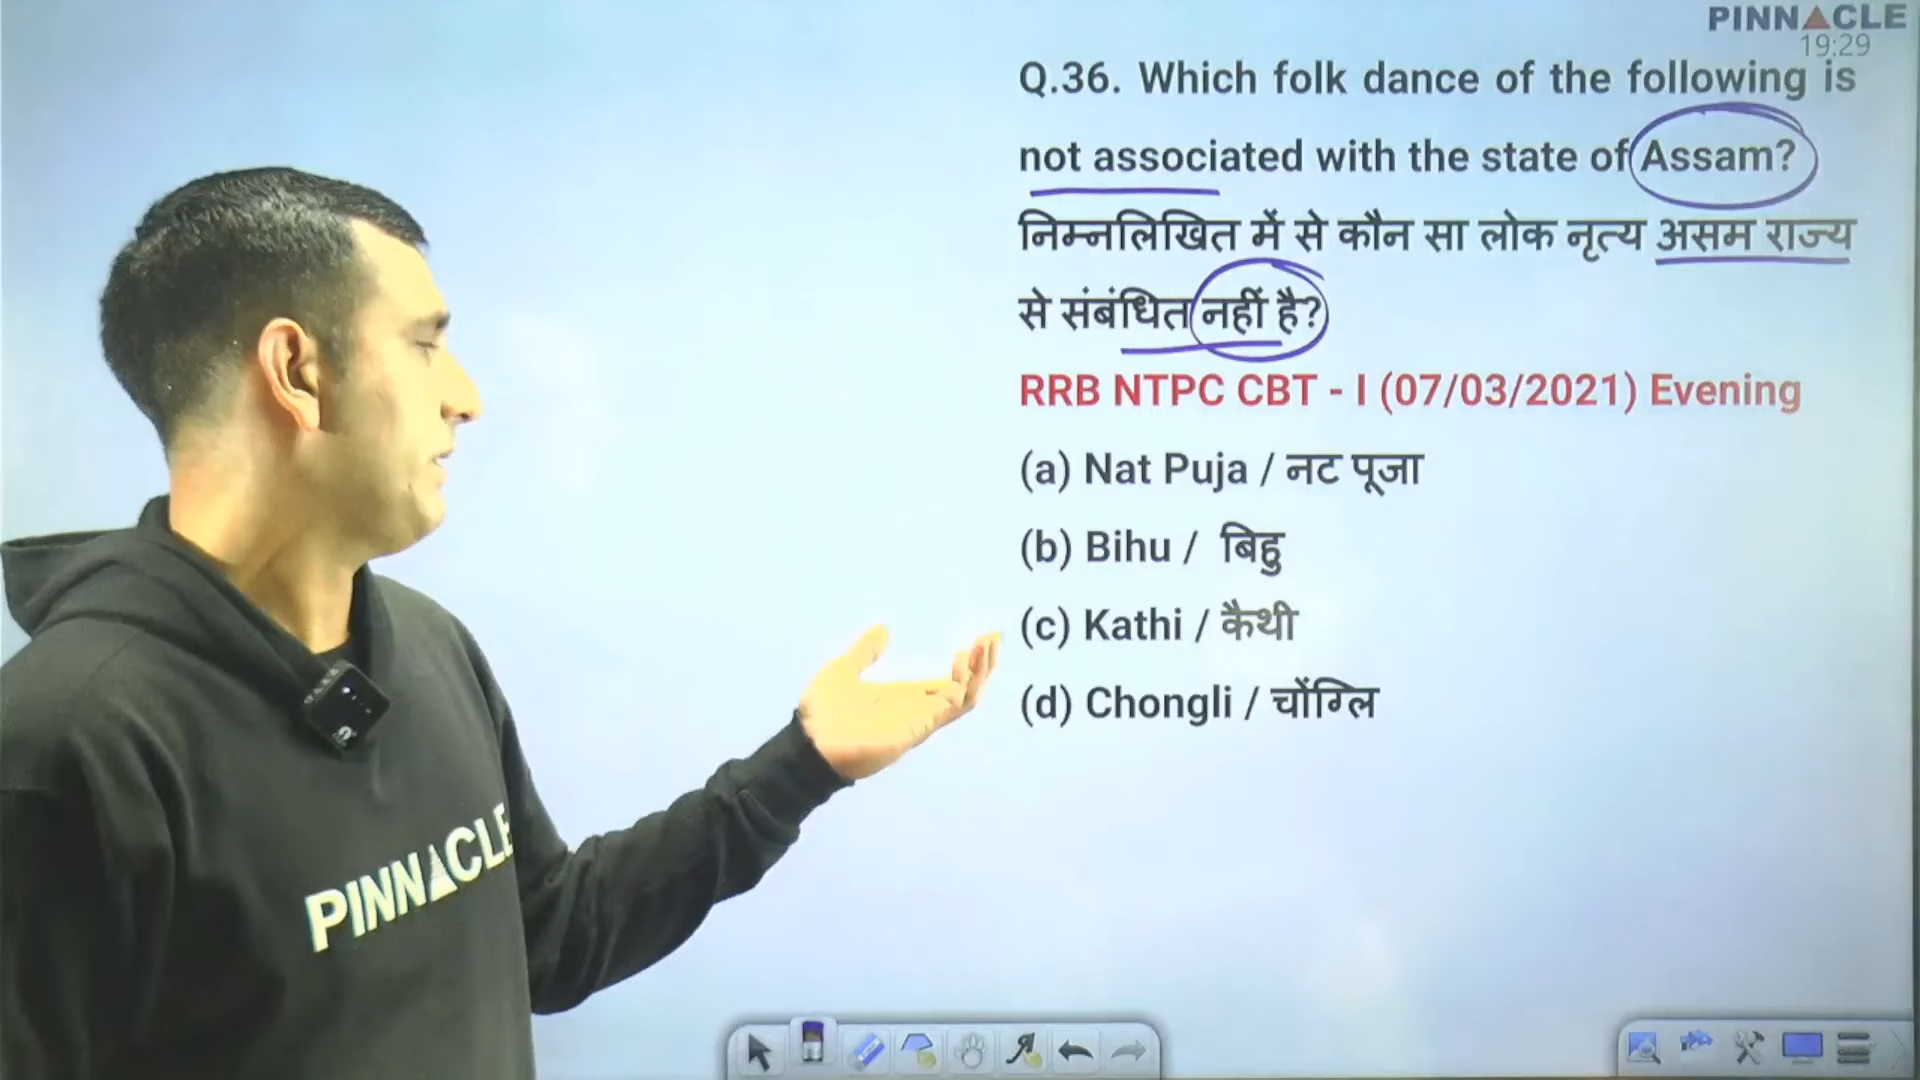 PINNACLE
19:29
Q.36. Which folk dance of the following is
not associated with the state of Assam?
निम्नलिखित में से कौन सा लोक नृत्य असम राज्य
से संबंधित नहीं है?
RRB NTPC CBT - I (07/03/2021) Evening
(a) Nat Puja / नट पूजा
(b) Bihu / बिहु
(c) Kathi / कैथी
(d) Chongli / चोंग्लि
PINNACLE